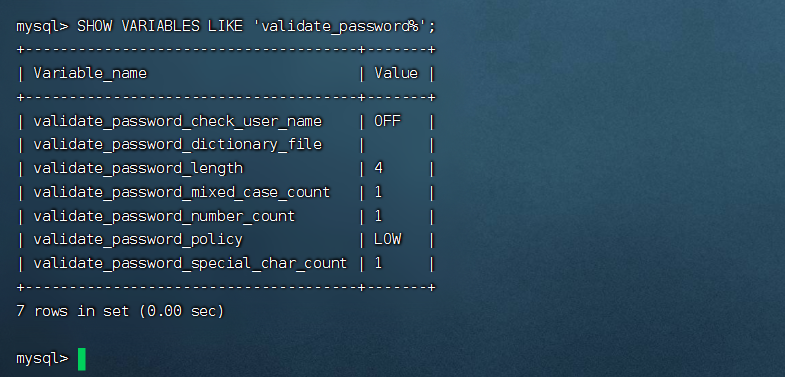 mysql> SHOW VARIABLES LIKE 'validate_password%';
+--------------------------------------+-------+
| Variable_name                        | Value |
+--------------------------------------+-------+
| validate_password_check_user_name    | OFF   |
| validate_password_dictionary_file    |       |
| validate_password_length             | 4     |
| validate_password_mixed_case_count   | 1     |
| validate_password_number_count       | 1     |
| validate_password_policy             | LOW   |
| validate_password_special_char_count | 1     |
+--------------------------------------+-------+
7 rows in set (0.00 sec)
mysql>